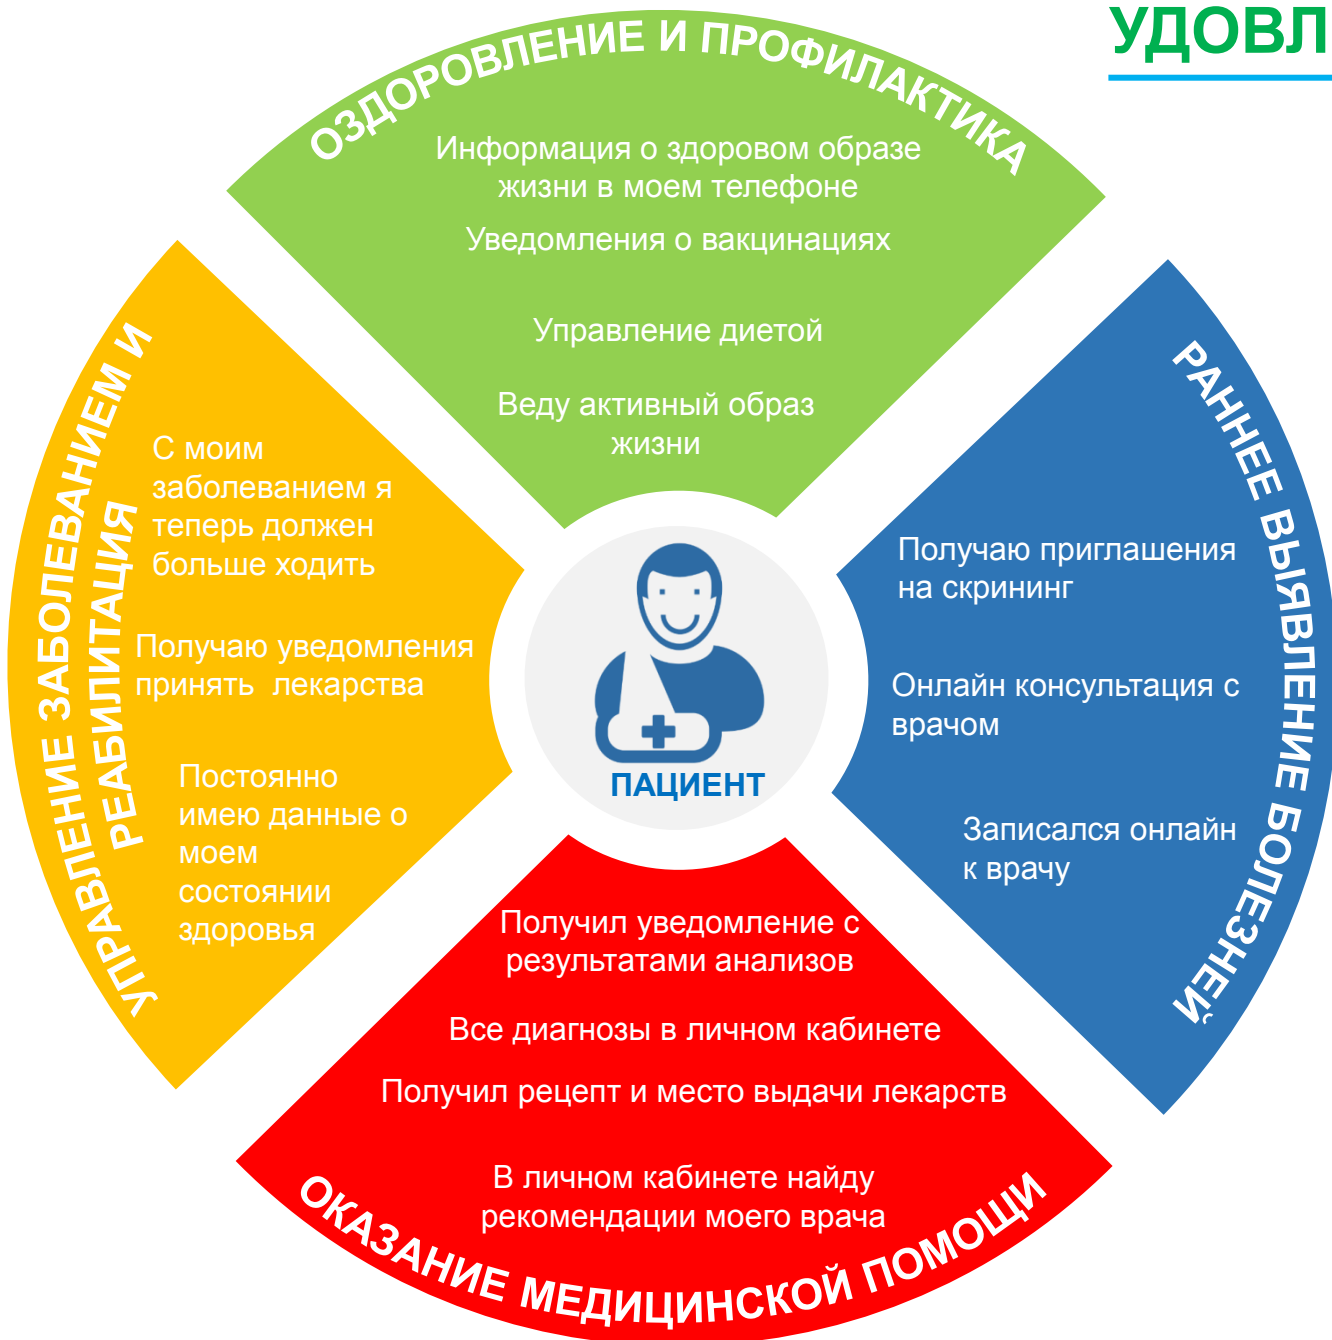 УДОВЛ
ОЗДОРОВЛЕНИЕ И ПРОФИЛАКТИКА
Информация о здоровом образе
жизни в моем телефоне
Уведомления о вакцинациях
Управление диетой
Веду активный образ
жизни
РАННЕЕ ВЫЯВЛЕНИЕ БОЛЕЗНЕЙ
Получаю приглашения
на скрининг
Онлайн консультация с
врачом
Записался онлайн
к врачу
ПАЦИЕНТ
УПРАВЛЕНИЕ ЗАБОЛЕВАНИЕМ И
РЕАБИЛИТАЦИЯ
С моим
заболеванием я
теперь должен
больше ходить
Получаю уведомления
принять лекарства
Постоянно
имею данные о
моем
состоянии
здоровья
Получил уведомление с
результатами анализов
Все диагнозы в личном кабинете
Получил рецепт и место выдачи лекарств
В личном кабинете найду
рекомендации моего врача
ОКАЗАНИЕ МЕДИЦИНСКОЙ ПОМОЩИ